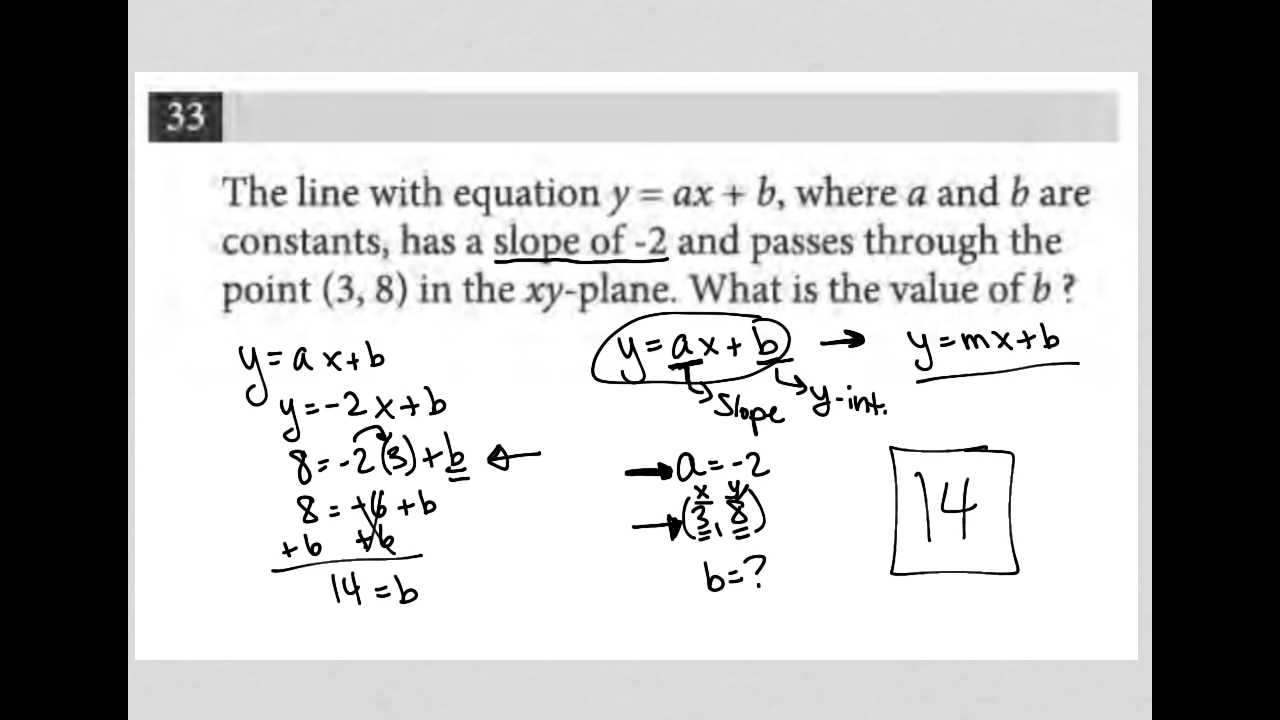 33
The line with equation y = ax + b, where a and b are
constants, has a slope of -2 and passes through the
point (3, 8) in the xy-plane. What is the value of b ?
y = ax + b
y = -2x + b
8 = -2(3) + b
8 = -6 + b
+6 +6
14 = b
y = ax + b → y = mx + b
Slope
y-int.
a = -2
x y
(3, 8)
b = ?
14